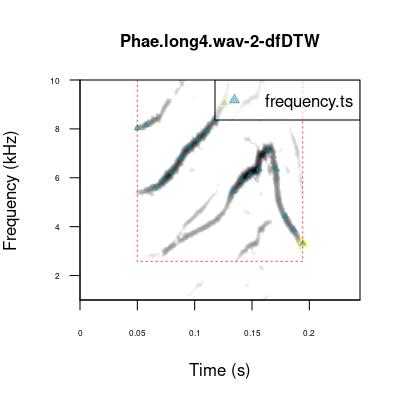 Phae.long4.wav-2-dfDTW
frequency.ts
Frequency (kHz)
10
8
6
4
2
0 0.05 0.1 0.15 0.2
Time (s)